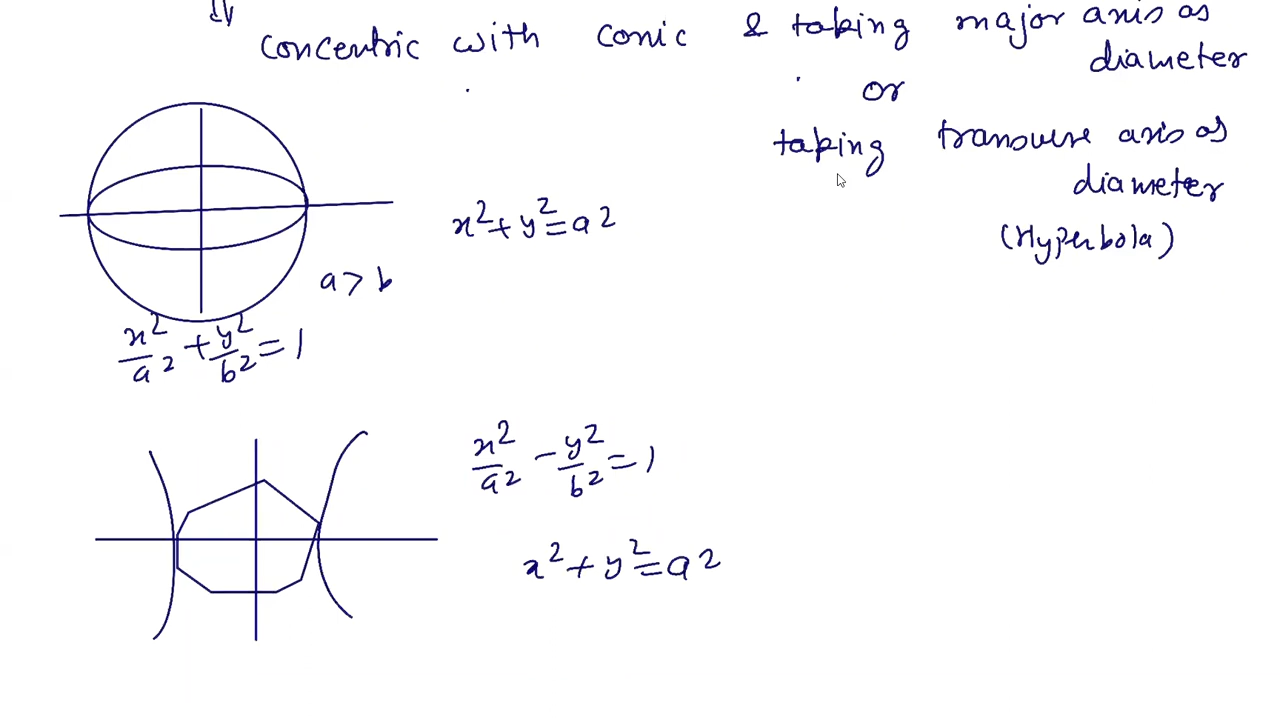 concentric with conic & taking major axis as
diameter
or
taking transverse axis as
diameter
(Hyperbola)
x²+y²=a²
a>b
x²/a²+y²/b²=1
x²/a²-y²/b²=1
x²+y²=a²